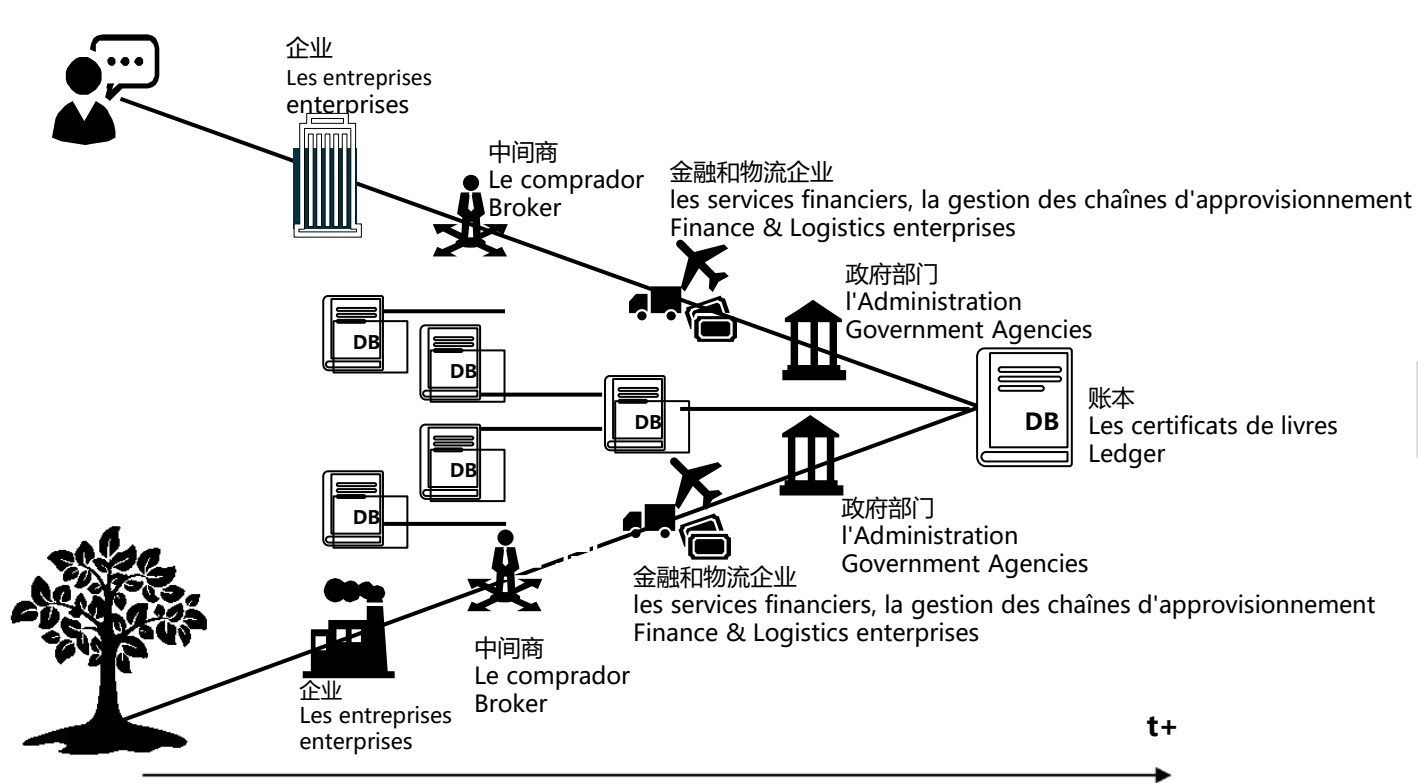 企业
Les entreprises
enterprises
中间商
Le comprador
Broker
金融和物流企业
les services financiers, la gestion des chaînes d'approvisionnement
Finance & Logistics enterprises
政府部门
l'Administration
Government Agencies
DB
DB
DB
DB
DB
DB
账本
Les certificats de livres
Ledger
政府部门
l'Administration
Government Agencies
金融和物流企业
les services financiers, la gestion des chaînes d'approvisionnement
Finance & Logistics enterprises
中间商
Le comprador
Broker
企业
Les entreprises
enterprises
t+